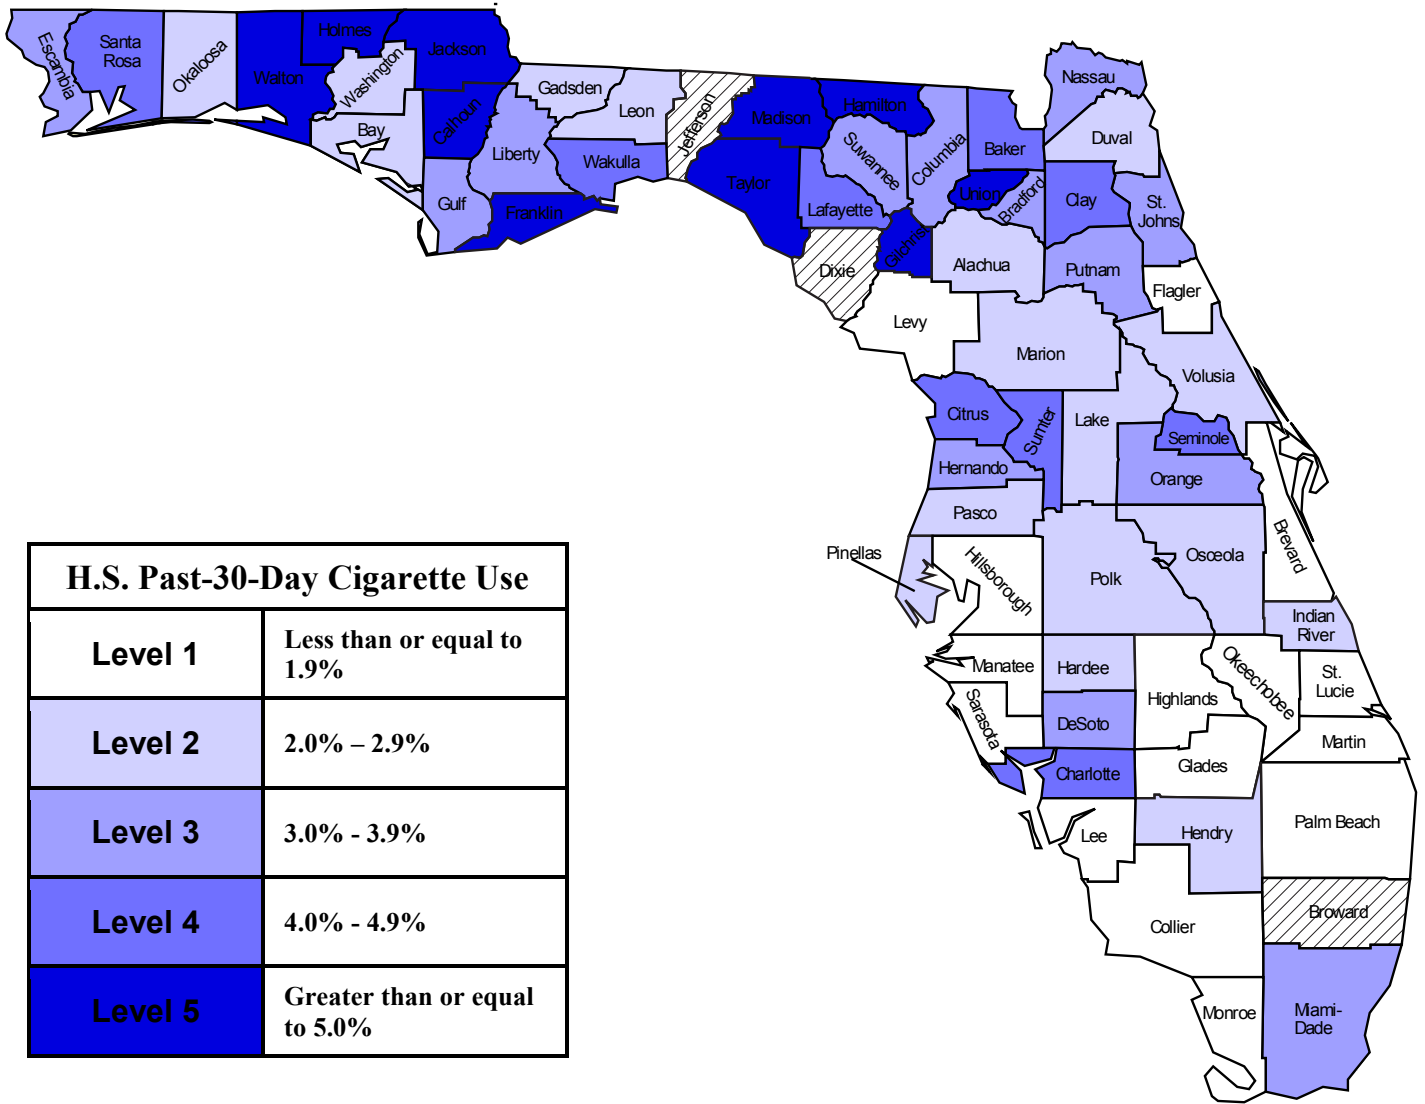 Escambia
Santa
Rosa
Okaloosa
Walton
Holmes
Washington
Jackson
Bay
Calhoun
Gulf
Liberty
Gadsden
Franklin
Leon
Wakulla
Jefferson
Madison
Taylor
Hamilton
Suwannee
Lafayette
Dixie
Columbia
Gilchrist
Baker
Union
Bradford
Nassau
Duval
Clay
St.
Johns
Alachua
Putnam
Flagler
Levy
Marion
Volusia
Citrus
Sumter
Lake
Seminole
Hernando
Orange
Pasco
Brevard
Pinellas
Hillsborough
Polk
Osceola
Indian
River
Manatee
Hardee
Highlands
Okeechobee
St.
Lucie
Sarasota
DeSoto
Martin
Charlotte
Glades
Lee
Hendry
Palm Beach
Collier
Broward
Monroe
Miami-
Dade
H.S. Past-30-Day Cigarette Use
Level 1
Less than or equal to
1.9%
Level 2
2.0% – 2.9%
Level 3
3.0% - 3.9%
Level 4
4.0% - 4.9%
Level 5
Greater than or equal
to 5.0%